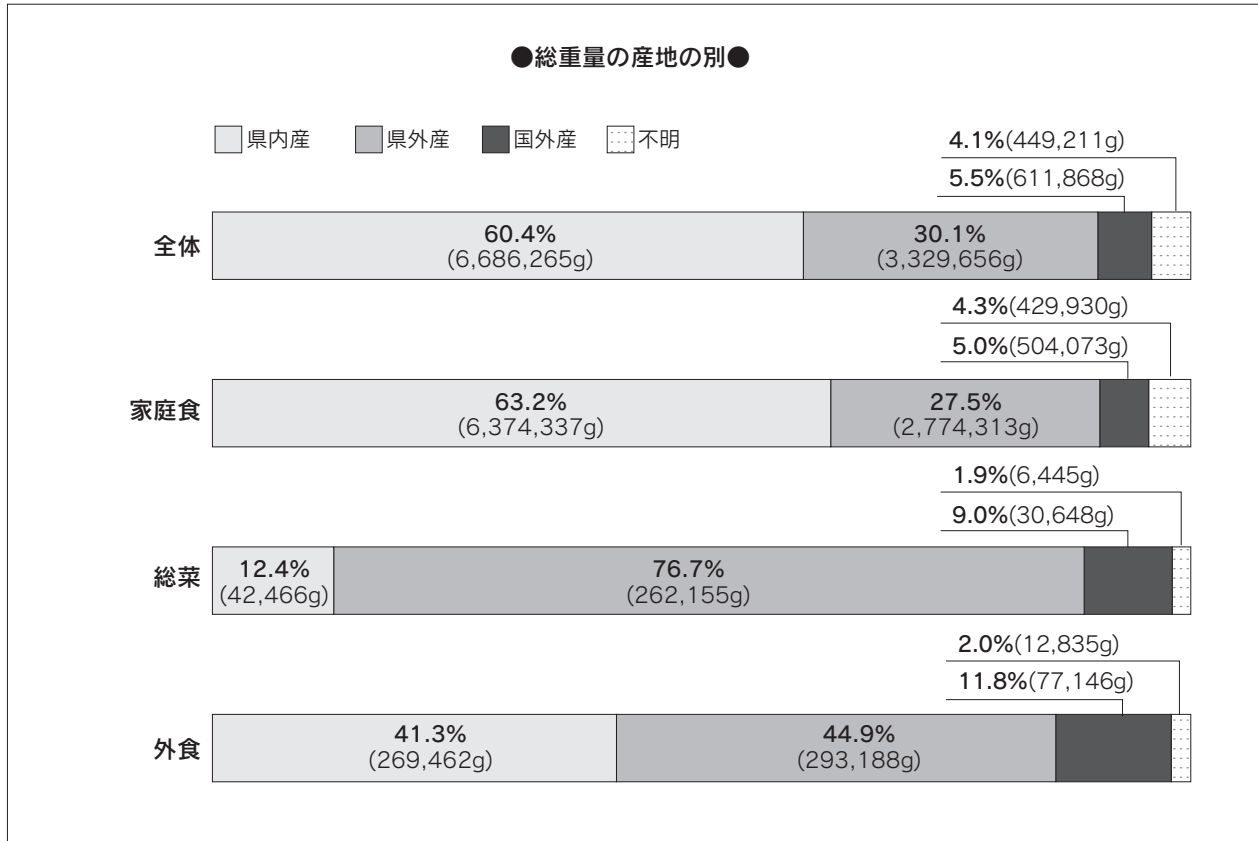 ●総重量の産地の別●
県内産 県外産 国外産 不明
4.1%(449,211g)
5.5%(611,868g)
全体
60.4%
(6,686,265g)
30.1%
(3,329,656g)
4.3%(429,930g)
5.0%(504,073g)
家庭食
63.2%
(6,374,337g)
27.5%
(2,774,313g)
1.9%(6,445g)
9.0%(30,648g)
総菜
12.4%
(42,466g)
76.7%
(262,155g)
2.0%(12,835g)
11.8%(77,146g)
外食
41.3%
(269,462g)
44.9%
(293,188g)